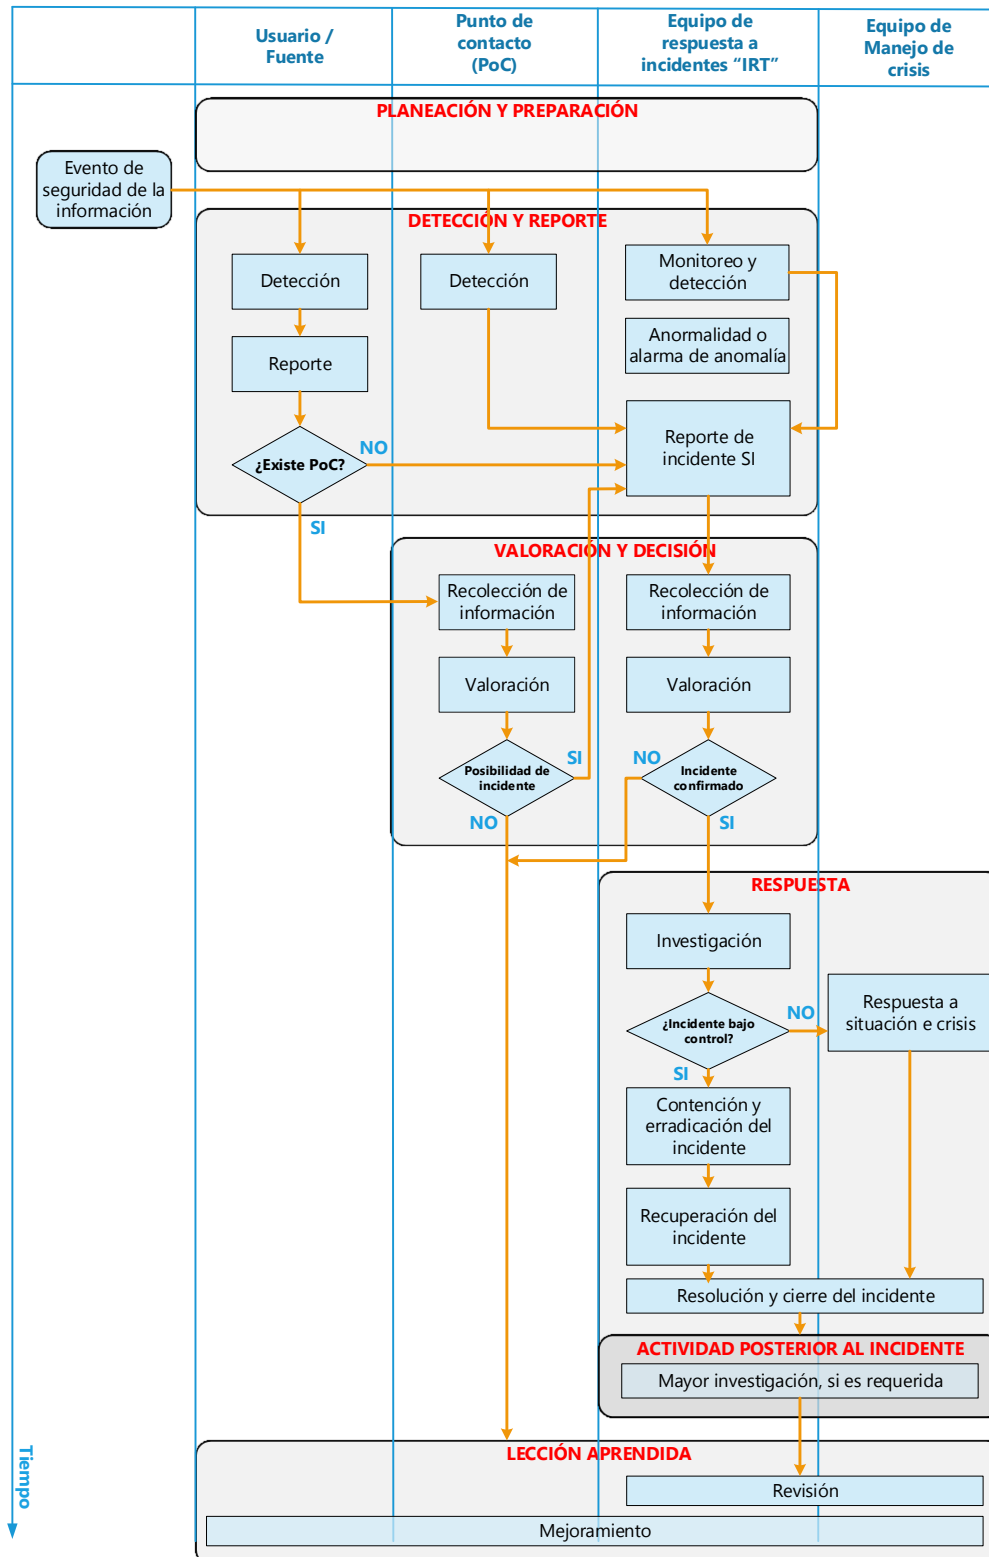 Usuario /
Fuente
Punto de
contacto
(PoC)
Equipo de
respuesta a
incidentes “IRT”
Equipo de
Manejo de
crisis
PLANEACIÓN Y PREPARACIÓN
Evento de
seguridad de la
información
DETECCIÓN Y REPORTE
Detección
Detección
Monitoreo y
detección
Anormalidad o
alarma de anomalía
Reporte
¿Existe PoC?
NO
Reporte de
incidente SI
SI
VALORACIÓN Y DECISIÓN
Recolección de
información
Recolección de
información
Valoración
Valoración
Posibilidad de
incidente
SI
NO
Incidente
confirmado
NO
SI
RESPUESTA
Investigación
¿Incidente bajo
control?
NO
Respuesta a
situación e crisis
SI
Contención y
erradicación del
incidente
Recuperación del
incidente
Resolución y cierre del incidente
ACTIVIDAD POSTERIOR AL INCIDENTE
Mayor investigación, si es requerida
LECCIÓN APRENDIDA
Revisión
Mejoramiento
Tiempo